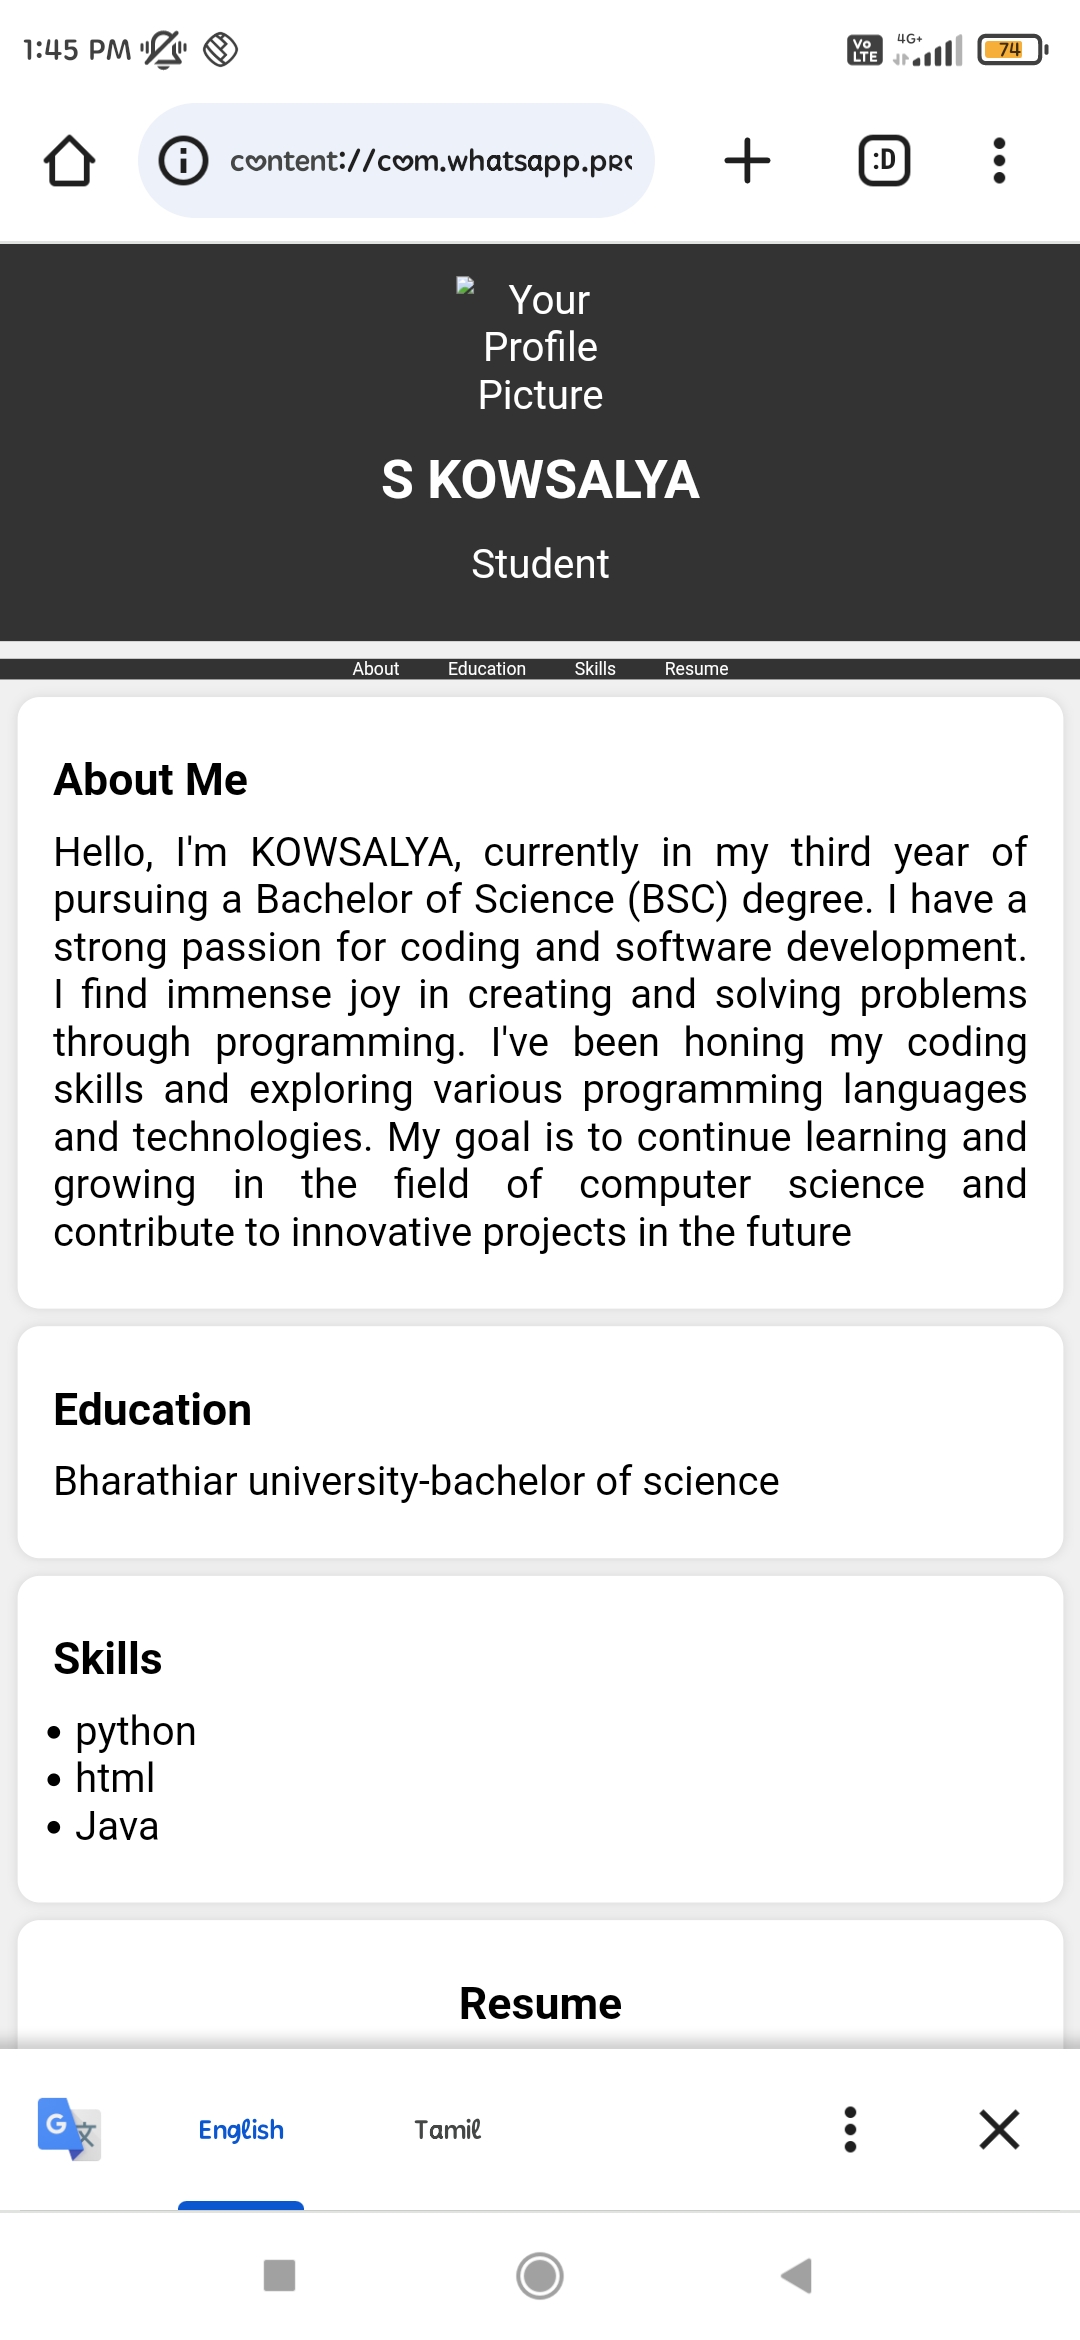 1:45 PM
Vo LTE
4G+
74
content://com.whatsapp.pro
:D
Your
Profile
Picture
S KOWSALYA
Student
About Education Skills Resume
About Me
Hello, I'm KOWSALYA, currently in my third year of
pursuing a Bachelor of Science (BSC) degree. I have a
strong passion for coding and software development.
I find immense joy in creating and solving problems
through programming. I've been honing my coding
skills and exploring various programming languages
and technologies. My goal is to continue learning and
growing in the field of computer science and
contribute to innovative projects in the future
Education
Bharathiar university-bachelor of science
Skills
• python
• html
• Java
Resume
G 文
English Tamil